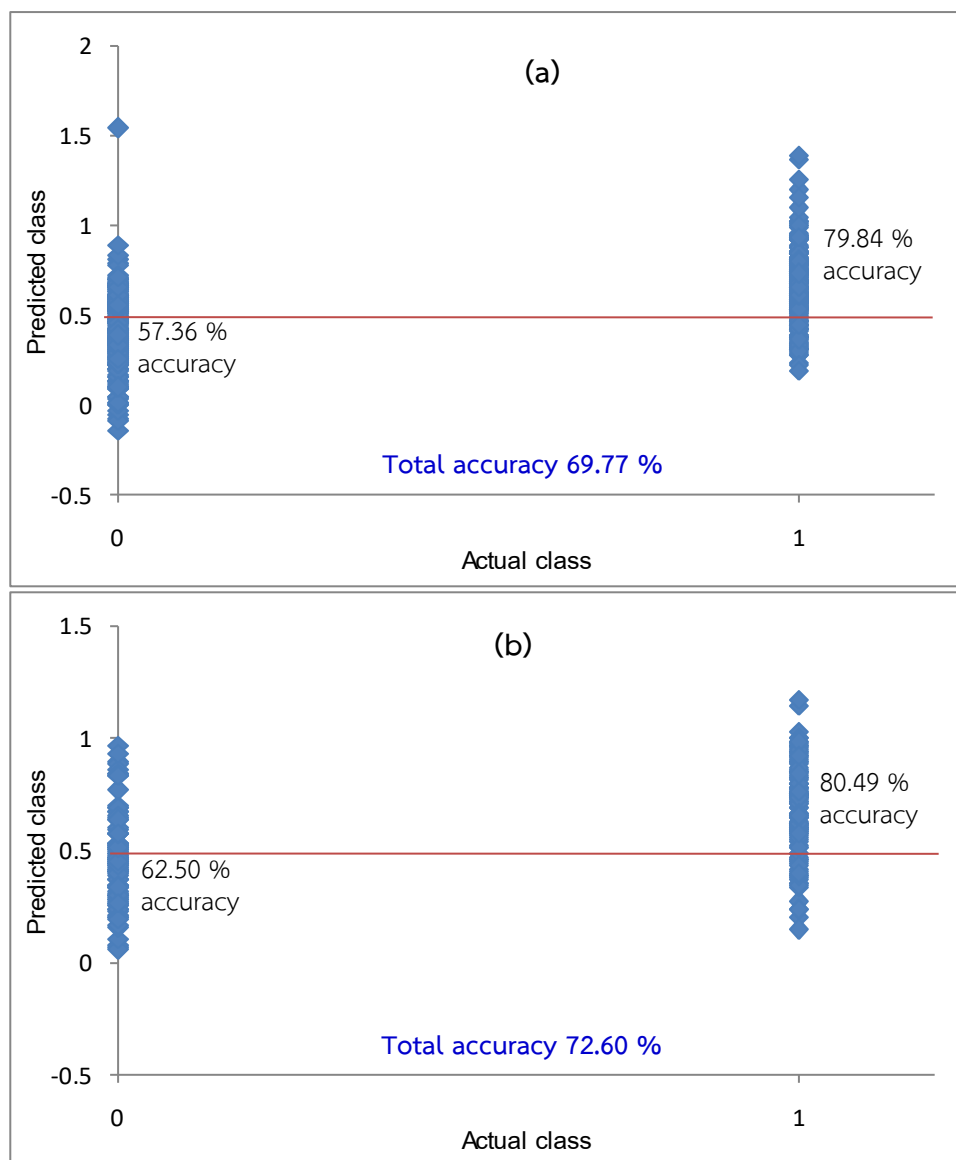 (a)
2
1.5
1
0.5
0
-0.5
Predicted class
79.84 %
accuracy
57.36 %
accuracy
Total accuracy 69.77 %
0
1
Actual class
(b)
1.5
1
0.5
0
-0.5
Predicted class
80.49 %
accuracy
62.50 %
accuracy
Total accuracy 72.60 %
0
1
Actual class